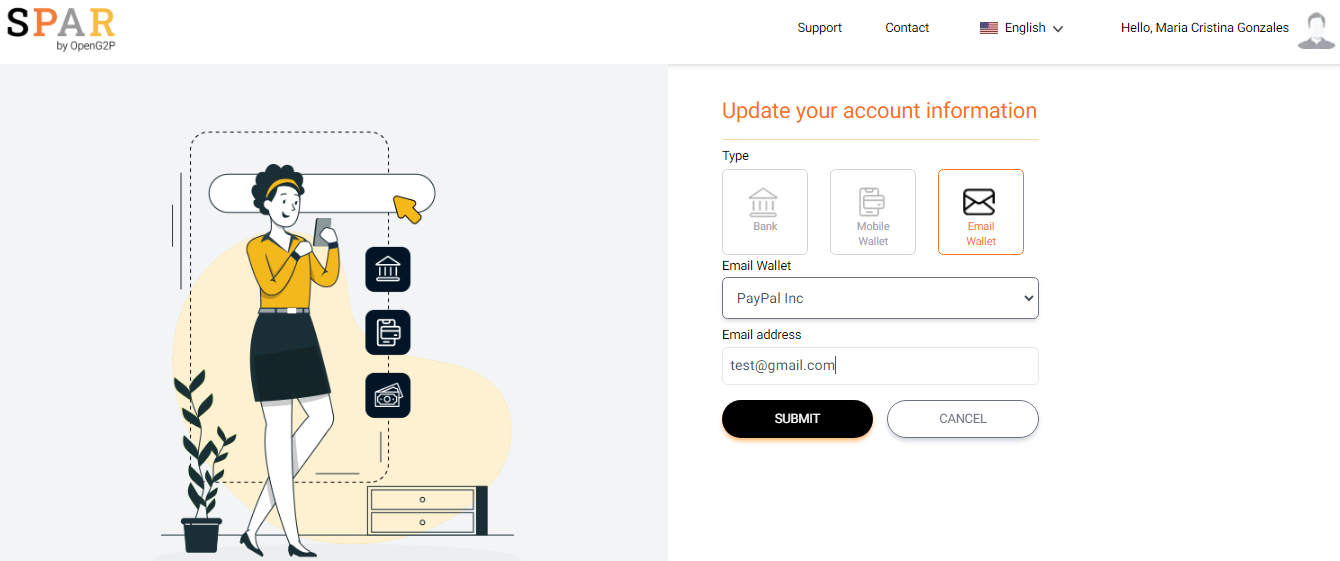 SPAR
by OpenG2P
Support
Contact
English
Hello, Maria Cristina Gonzales
Update your account information
Type
Bank
Mobile
Wallet
Email
Wallet
Email Wallet
PayPal Inc
Email address
test@gmail.com
SUBMIT
CANCEL